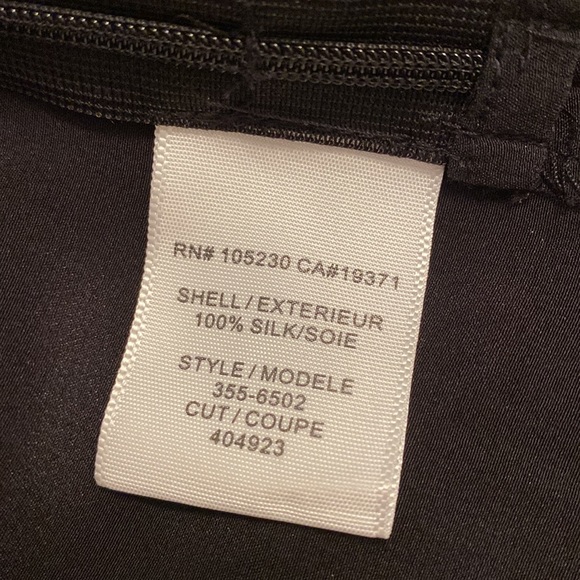 RN# 105230 CA#19371
SHELL/EXTERIEUR
100% SILK/SOIE
STYLE/MODELE
355-6502
CUT/COUPE
404923